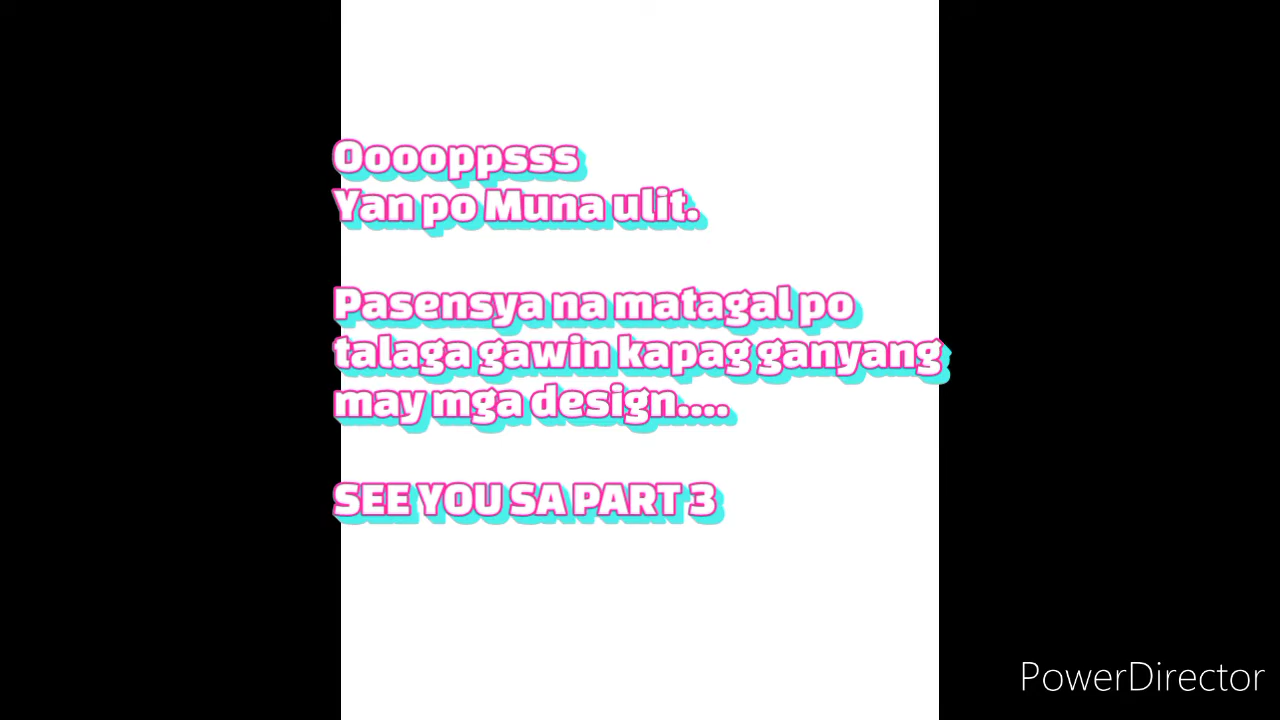 Ooooppsss
Yan po Muna ulit.
Pasensya na matagal po
talaga gawin kapag ganyang
may mga design....
SEE YOU SA PART 3
PowerDirector